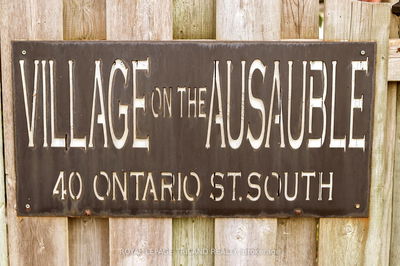 VILLAGE ON THE AUSAUBLE
40 ONTARIO ST. SOUTH